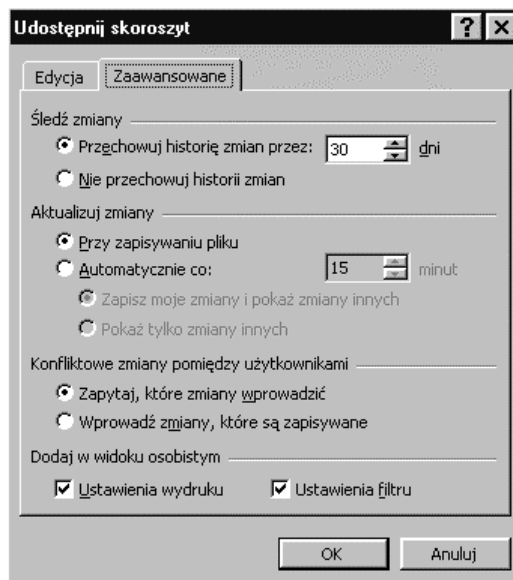 Udostępnij skoroszyt
Edycja Zaawansowane
Śledź zmiany
Przechowuj historię zmian przez: 30 dni
Nie przechowuj historii zmian
Aktualizuj zmiany
Przy zapisywaniu pliku
Automatycznie co: 15 minut
Zapisz moje zmiany i pokaż zmiany innych
Pokaż tylko zmiany innych
Konfliktowe zmiany pomiędzy użytkownikami
Zapytaj, które zmiany wprowadzić
Wprowadź zmiany, które są zapisywane
Dodaj w widoku osobistym
Ustawienia wydruku Ustawienia filtru
OK Anuluj